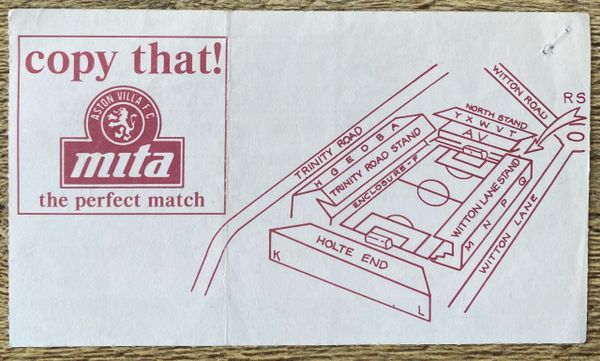 copy that!
ASTON VILLA F.C
mita
the perfect match
TRINITY ROAD
H G E D B A
TRINITY ROAD STAND
ENCLOSURE-F
NORTH STAND
Y X W V T
A V
WITTON ROAD
R S
O
WITTON LANE STAND
M N P Q
WITTON LANE
HOLTE END
K
L